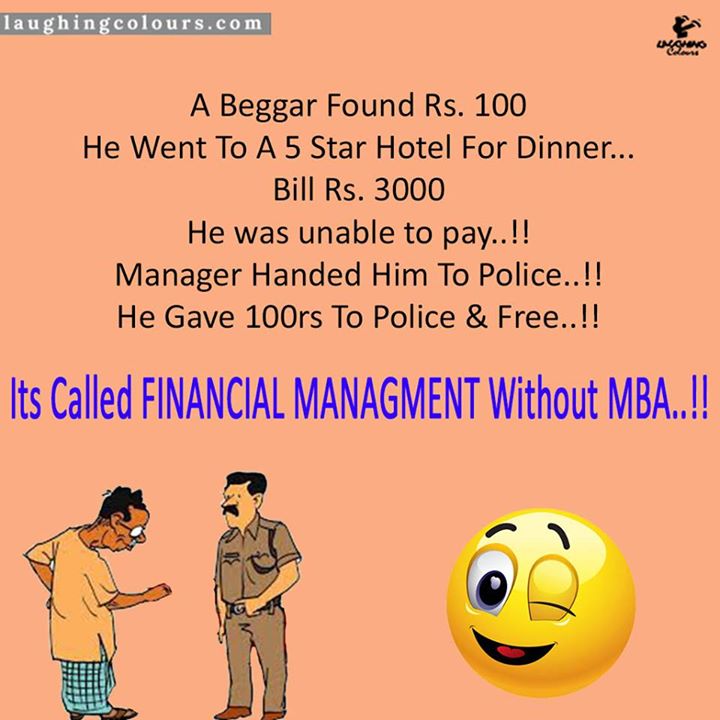 laughingcolours.com
LAUGHING
Colours
A Beggar Found Rs. 100
He Went To A 5 Star Hotel For Dinner...
Bill Rs. 3000
He was unable to pay..!!
Manager Handed Him To Police..!!
He Gave 100rs To Police & Free..!!
Its Called FINANCIAL MANAGMENT Without MBA..!!